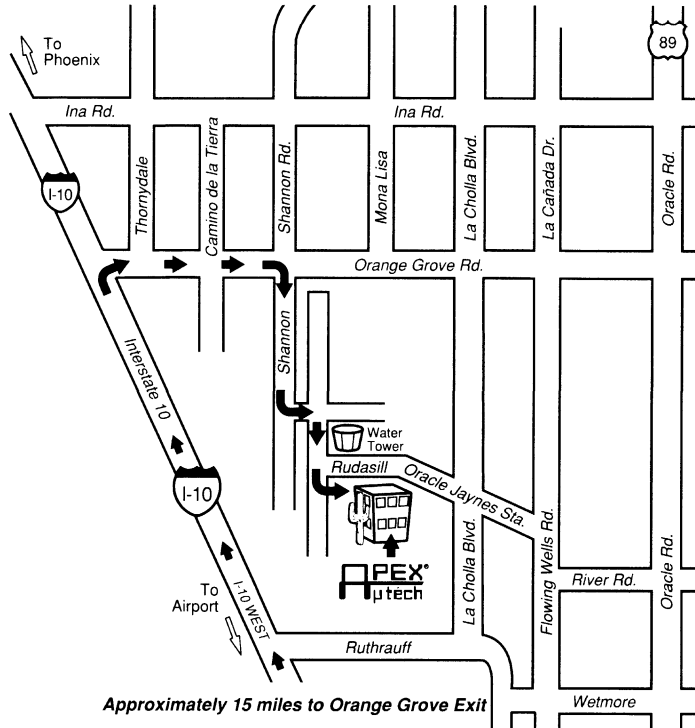 To
Phoenix
89
Ina Rd.
Ina Rd.
I-10
Thornydale
Camino de la Tierra
Shannon Rd.
Mona Lisa
La Cholla Blvd.
La Cañada Dr.
Oracle Rd.
Orange Grove Rd.
Interstate 10
Shannon
Water
Tower
Rudasill
Oracle Jaynes Sta.
I-10
APEX®
μtech
La Cholla Blvd.
Flowing Wells Rd.
Oracle Rd.
River Rd.
To
Airport
I-10 WEST
Ruthrauff
Wetmore
Approximately 15 miles to Orange Grove Exit